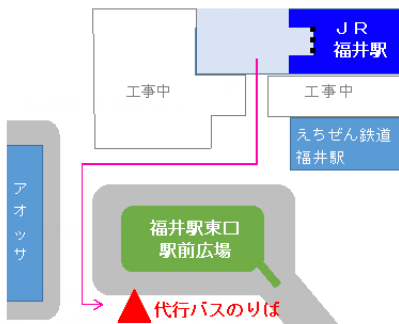 ＪＲ
福井駅
工事中
工事中
えちぜん鉄道
福井駅
アオッサ
福井駅東口
駅前広場
代行バスのりば